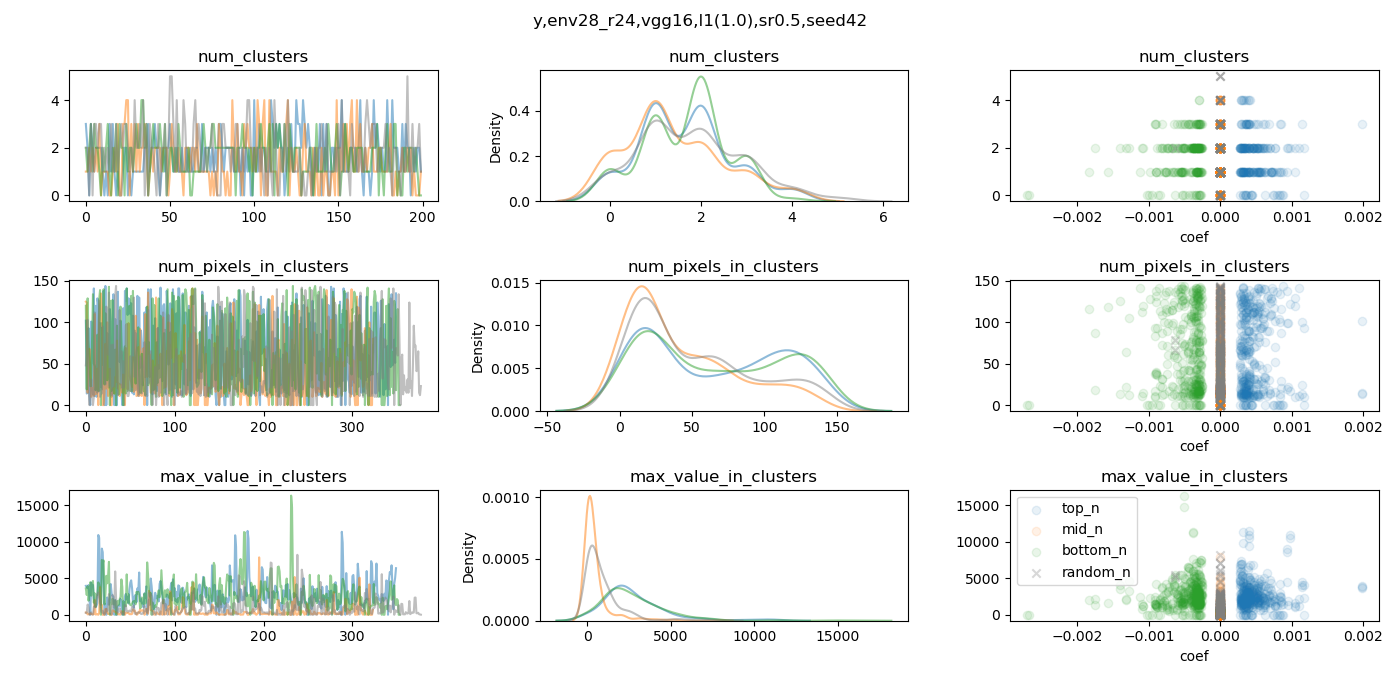 y,env28_r24,vgg16,l1(1.0),sr0.5,seed42
num_clusters
4
2
0
0 50 100 150 200
num_clusters
Density
0.4
0.2
0.0
0 2 4 6
num_clusters
4
2
0
−0.002 −0.001 0.000 0.001 0.002
coef
num_pixels_in_clusters
150
100
50
0
0 100 200 300
num_pixels_in_clusters
Density
0.015
0.010
0.005
0.000
−50 0 50 100 150
num_pixels_in_clusters
150
100
50
0
−0.002 −0.001 0.000 0.001 0.002
coef
max_value_in_clusters
15000
10000
5000
0
0 100 200 300
max_value_in_clusters
Density
0.0010
0.0005
0.0000
0 5000 10000 15000
max_value_in_clusters
15000
10000
5000
0
top_n
mid_n
bottom_n
random_n
−0.002 −0.001 0.000 0.001 0.002
coef